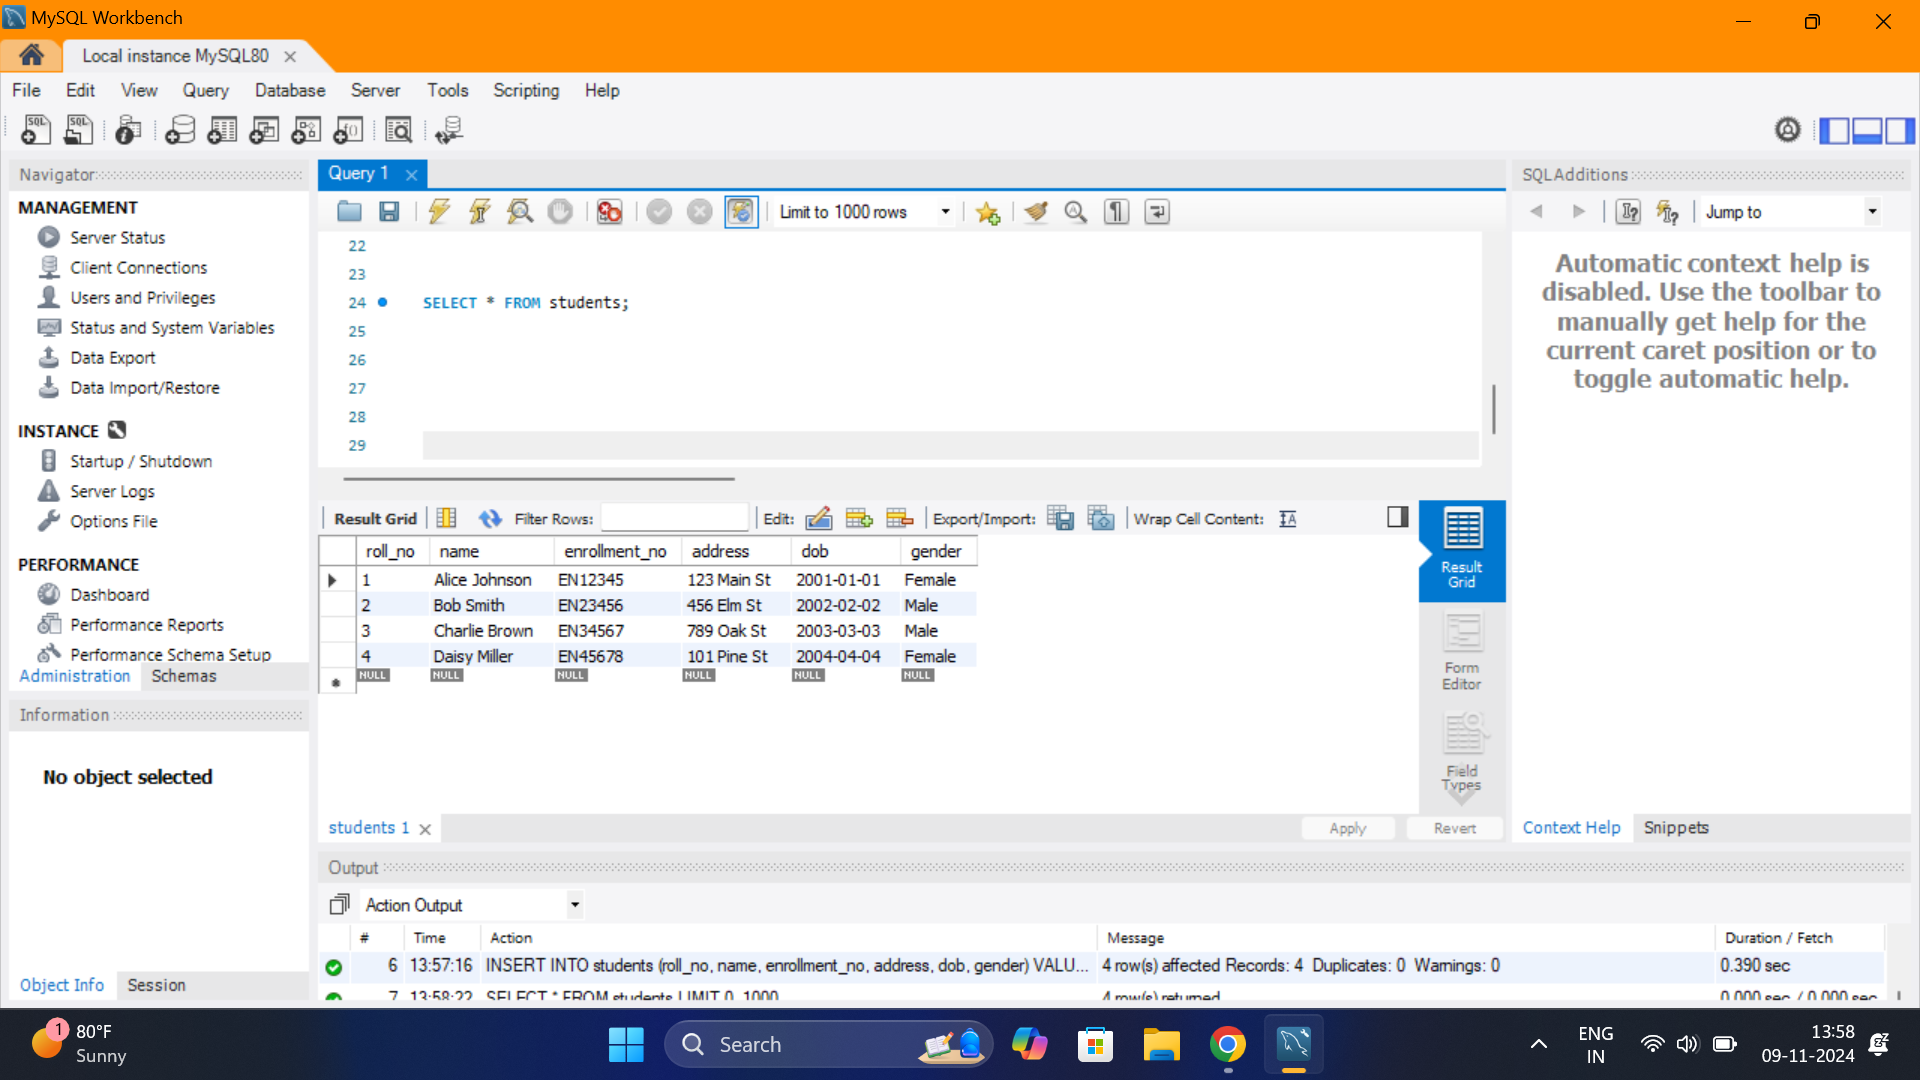 MySQL Workbench
Local instance MySQL80
File Edit View Query Database Server Tools Scripting Help
Navigator
MANAGEMENT
Server Status
Client Connections
Users and Privileges
Status and System Variables
Data Export
Data Import/Restore
INSTANCE
Startup / Shutdown
Server Logs
Options File
PERFORMANCE
Dashboard
Performance Reports
Performance Schema Setup
Administration Schemas
Information
No object selected
Object Info Session
Query 1
Limit to 1000 rows
22
23
24 SELECT * FROM students;
25
26
27
28
29
Result Grid Filter Rows: Edit: Export/Import: Wrap Cell Content:
roll_no name enrollment_no address dob gender
1 Alice Johnson EN12345 123 Main St 2001-01-01 Female
2 Bob Smith EN23456 456 Elm St 2002-02-02 Male
3 Charlie Brown EN34567 789 Oak St 2003-03-03 Male
4 Daisy Miller EN45678 101 Pine St 2004-04-04 Female
NULL NULL NULL NULL NULL NULL
Result
Grid
Form
Editor
Field
Types
students 1
Apply Revert
SQLAdditions
Jump to
Automatic context help is
disabled. Use the toolbar to
manually get help for the
current caret position or to
toggle automatic help.
Context Help Snippets
Output
Action Output
# Time Action Message Duration / Fetch
6 13:57:16 INSERT INTO students (roll_no, name, enrollment_no, address, dob, gender) VALU... 4 row(s) affected Records: 4 Duplicates: 0 Warnings: 0 0.390 sec
7 13:58:22 SELECT * FROM students LIMIT 0, 1000 4 row(s) returned 0.000 sec / 0.000 sec
1
80°F
Sunny
Search
ENG
IN
13:58
09-11-2024